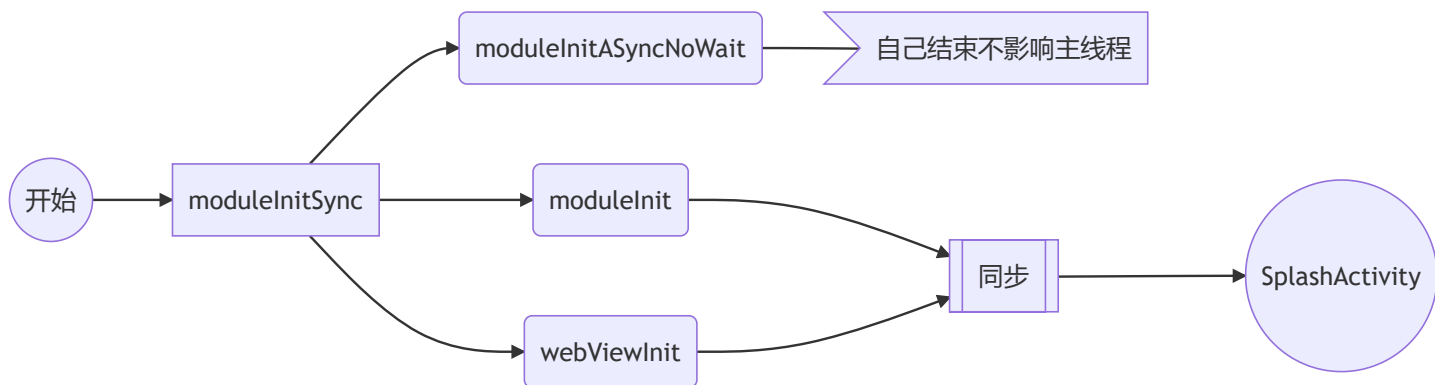 moduleInitASyncNoWait
自己结束不影响主线程
开始
moduleInitSync
moduleInit
同步
SplashActivity
webViewInit